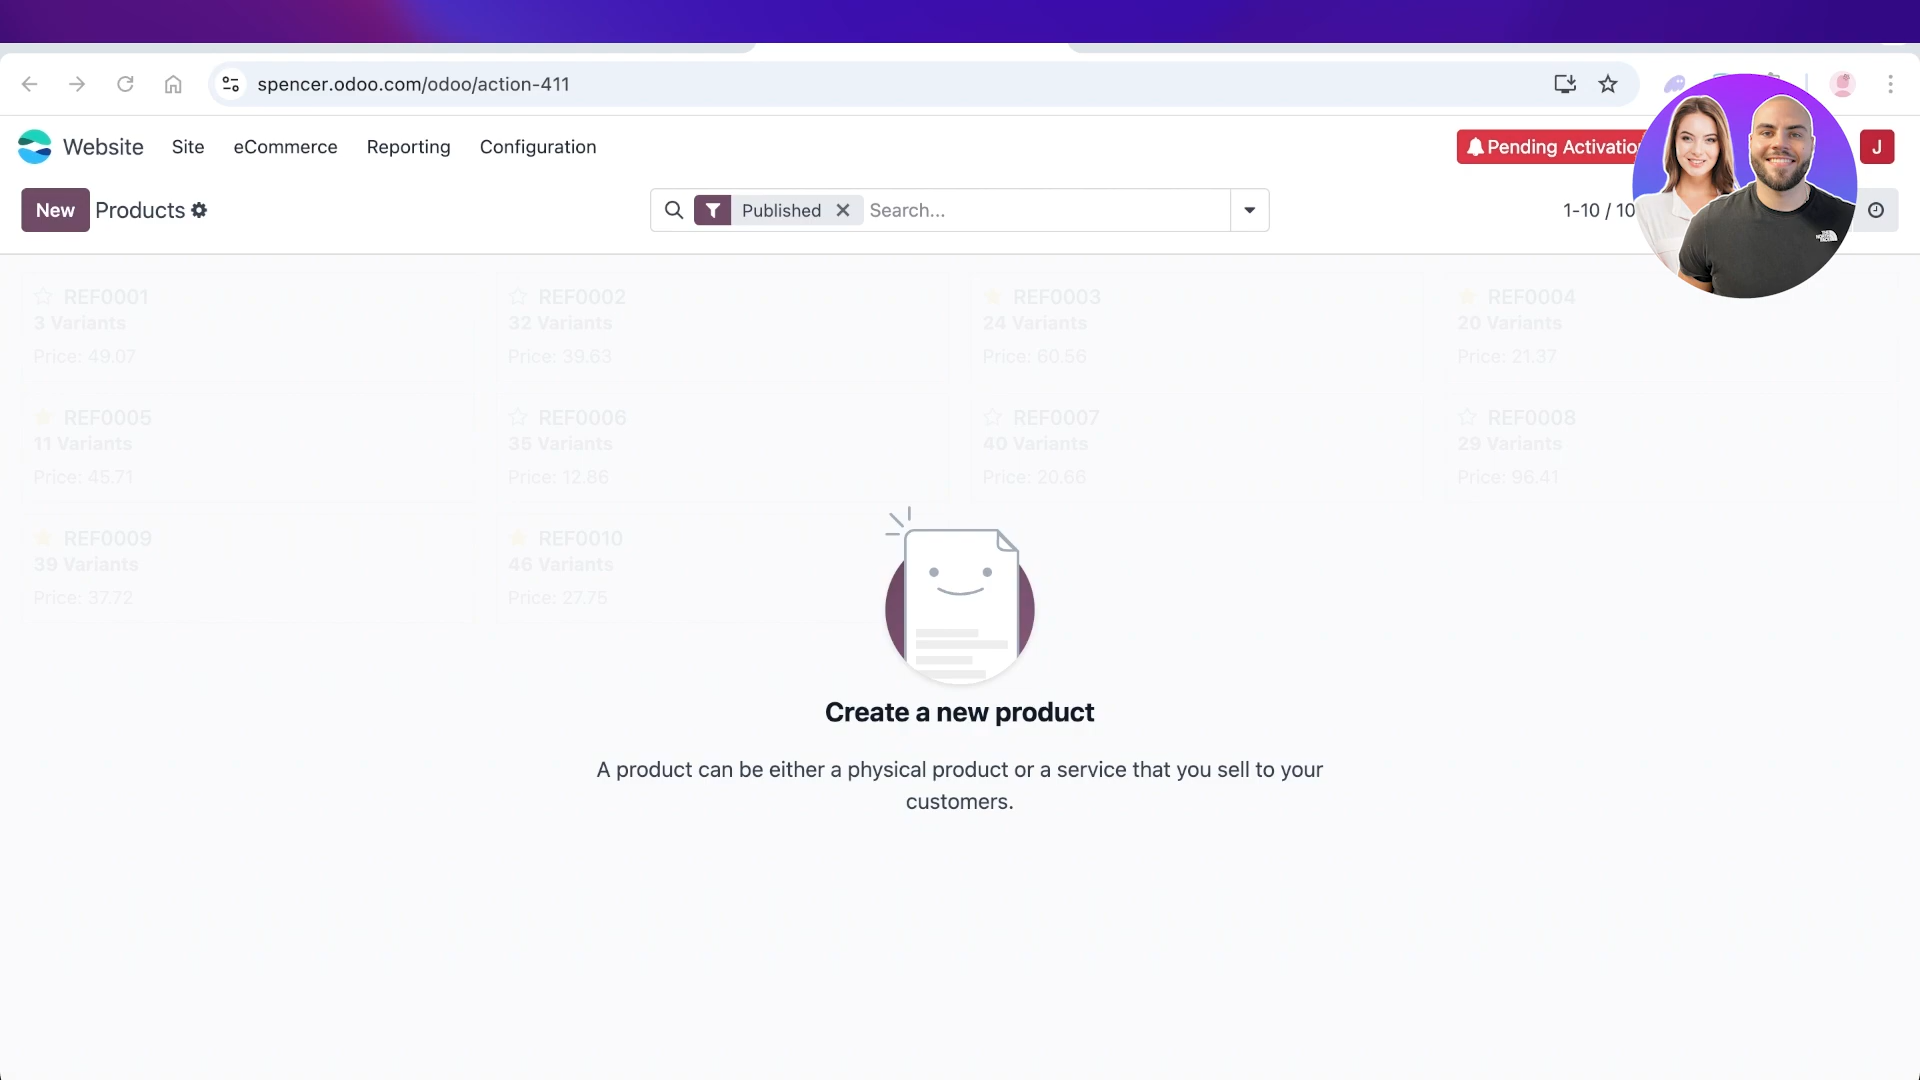 spencer.odoo.com/odoo/action-411
Website Site eCommerce Reporting Configuration Pending Activation J
New Products Published Search... 1-10 / 10
REF0001 REF0002 REF0003 REF0004
3 Variants 32 Variants 24 Variants 20 Variants
Price: 49.07 Price: 39.63 Price: 60.56 Price: 21.37
REF0005 REF0006 REF0007 REF0008
11 Variants 35 Variants 40 Variants 29 Variants
Price: 45.71 Price: 12.86 Price: 20.66 Price: 96.41
REF0009 REF0010
39 Variants 46 Variants
Price: 37.72 Price: 27.75
Create a new product
A product can be either a physical product or a service that you sell to your
customers.